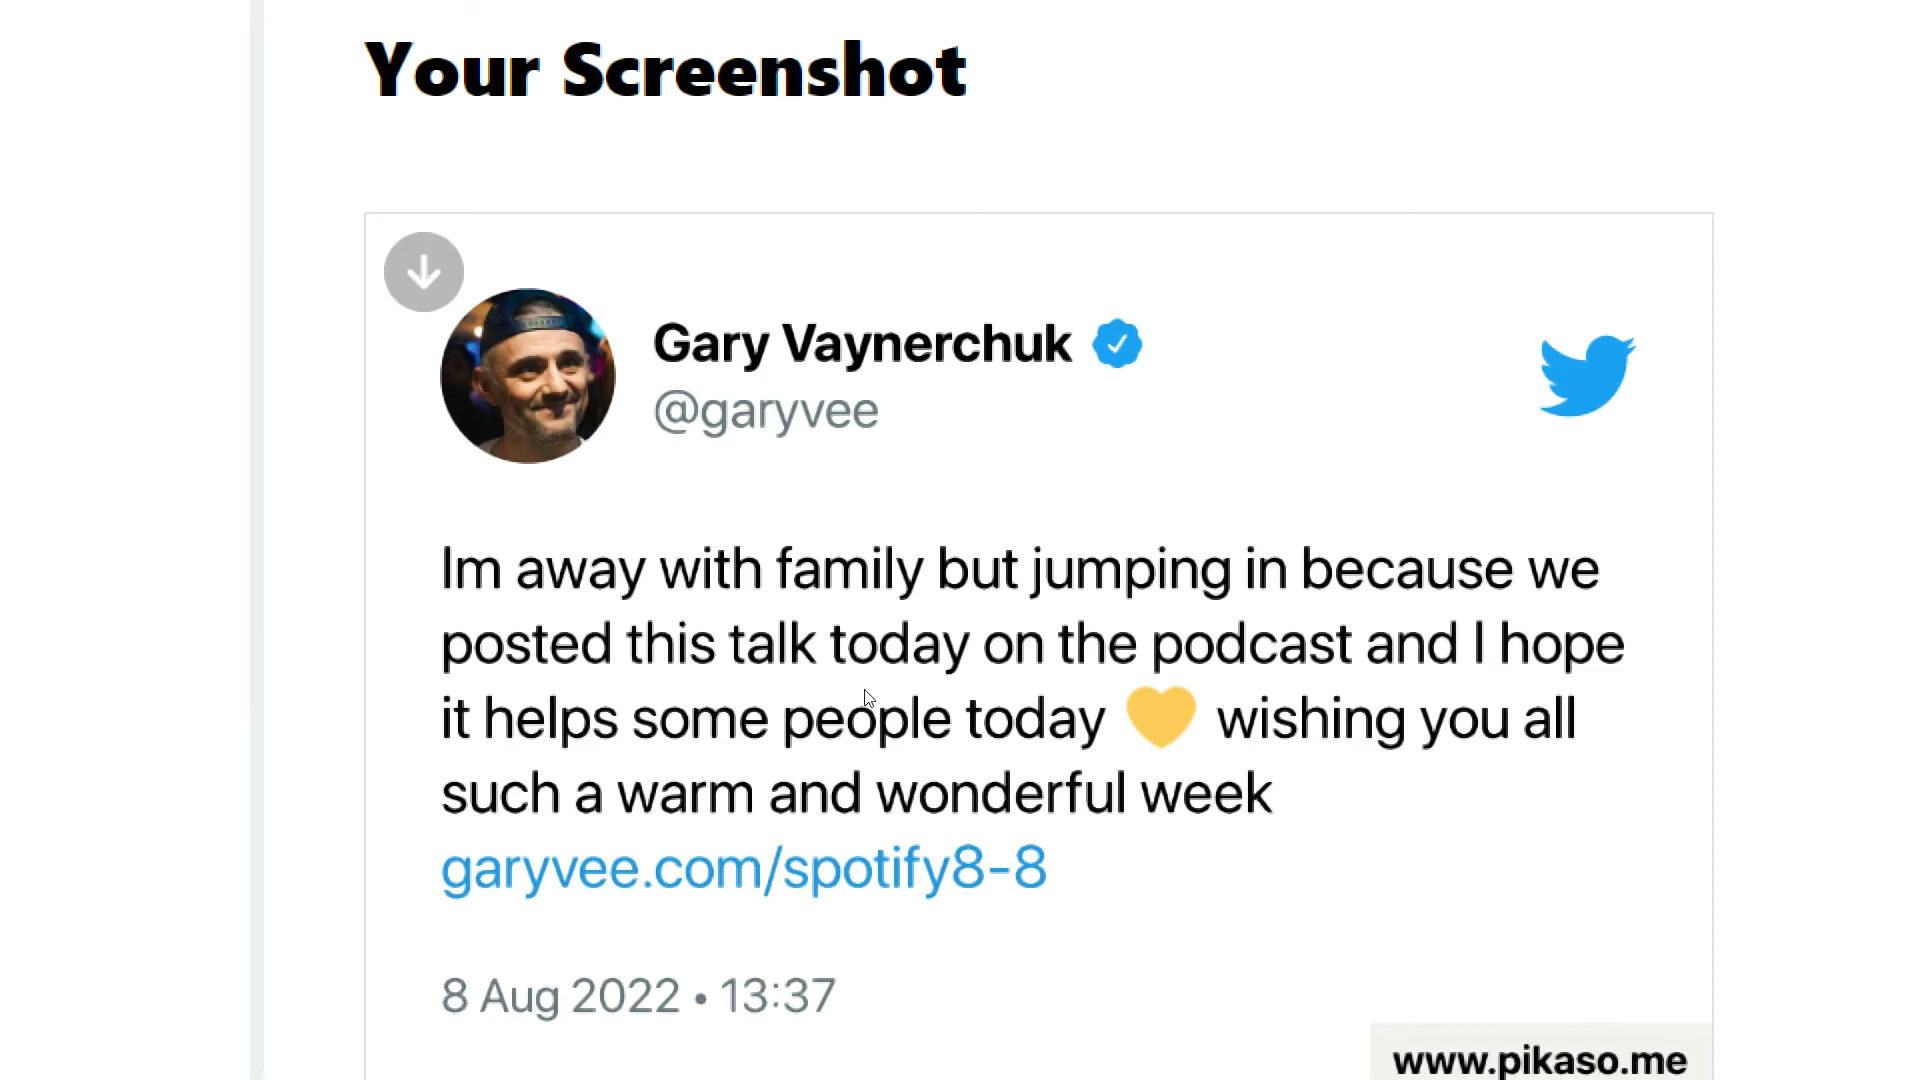 Your Screenshot
Gary Vaynerchuk
@garyvee
Im away with family but jumping in because we
posted this talk today on the podcast and I hope
it helps some people today 💛 wishing you all
such a warm and wonderful week
garyvee.com/spotify8-8
8 Aug 2022 • 13:37
www.pikaso.me